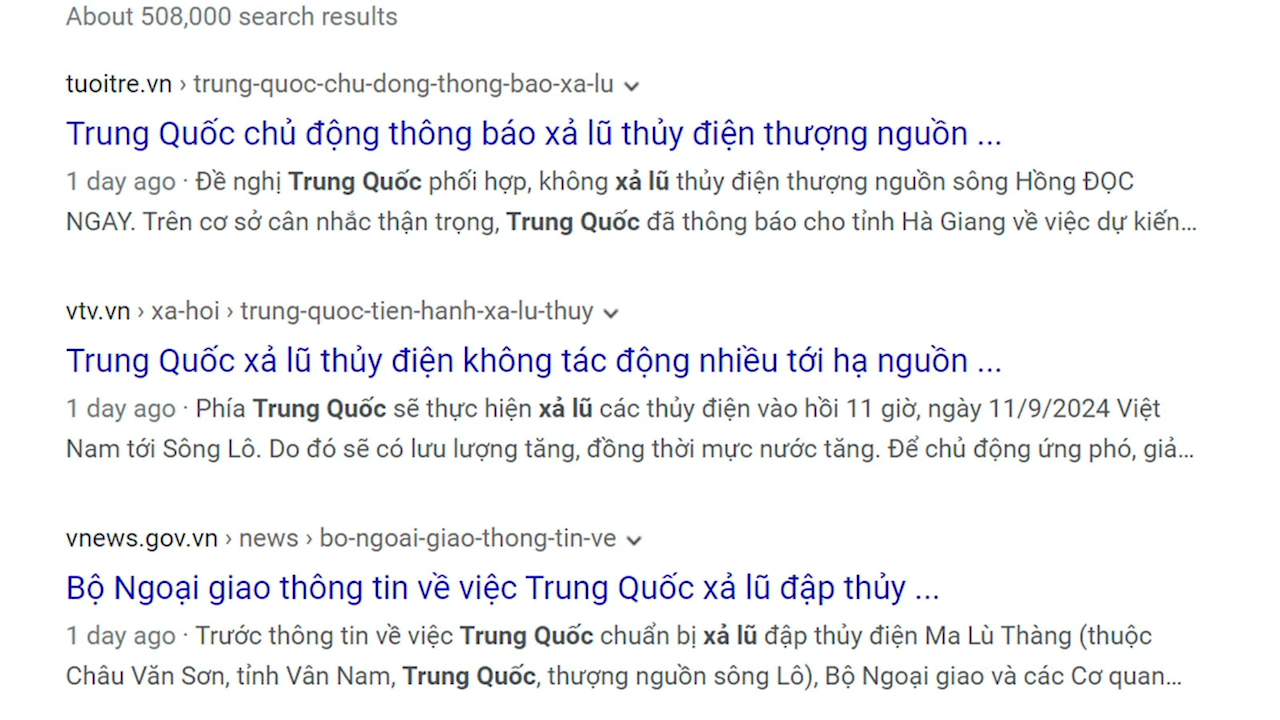 About 508,000 search results
tuoitre.vn › trung-quoc-chu-dong-thong-bao-xa-lu
Trung Quốc chủ động thông báo xả lũ thủy điện thượng nguồn ...
1 day ago · Đề nghị Trung Quốc phối hợp, không xả lũ thủy điện thượng nguồn sông Hồng ĐỌC
NGAY. Trên cơ sở cân nhắc thận trọng, Trung Quốc đã thông báo cho tỉnh Hà Giang về việc dự kiến...
vtv.vn › xa-hoi › trung-quoc-tien-hanh-xa-lu-thuy
Trung Quốc xả lũ thủy điện không tác động nhiều tới hạ nguồn ...
1 day ago · Phía Trung Quốc sẽ thực hiện xả lũ các thủy điện vào hồi 11 giờ, ngày 11/9/2024 Việt
Nam tới Sông Lô. Do đó sẽ có lưu lượng tăng, đồng thời mực nước tăng. Để chủ động ứng phó, giả...
vnews.gov.vn › news › bo-ngoai-giao-thong-tin-ve
Bộ Ngoại giao thông tin về việc Trung Quốc xả lũ đập thủy ...
1 day ago · Trước thông tin về việc Trung Quốc chuẩn bị xả lũ đập thủy điện Ma Lù Thàng (thuộc
Châu Văn Sơn, tỉnh Vân Nam, Trung Quốc, thượng nguồn sông Lô), Bộ Ngoại giao và các Cơ quan...